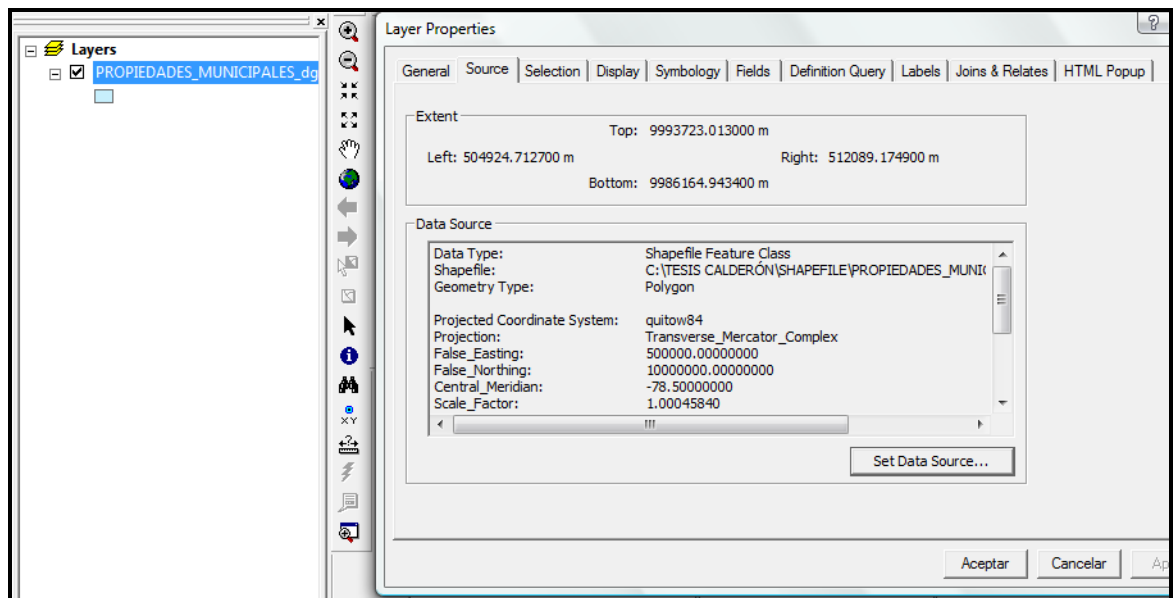 Layers
PROPIEDADES_MUNICIPALES_dg
XY
Layer Properties
General Source Selection Display Symbology Fields Definition Query Labels Joins & Relates HTML Popup
Extent
Top: 9993723.013000 m
Left: 504924.712700 m Right: 512089.174900 m
Bottom: 9986164.943400 m
Data Source
Data Type: Shapefile Feature Class
Shapefile: C:\TESIS CALDERÓN\SHAPEFILE\PROPIEDADES_MUNI
Geometry Type: Polygon
Projected Coordinate System: quitow84
Projection: Transverse_Mercator_Complex
False_Easting: 500000.00000000
False_Northing: 10000000.00000000
Central_Meridian: -78.50000000
Scale_Factor: 1.00045840
Set Data Source...
Aceptar Cancelar Ap